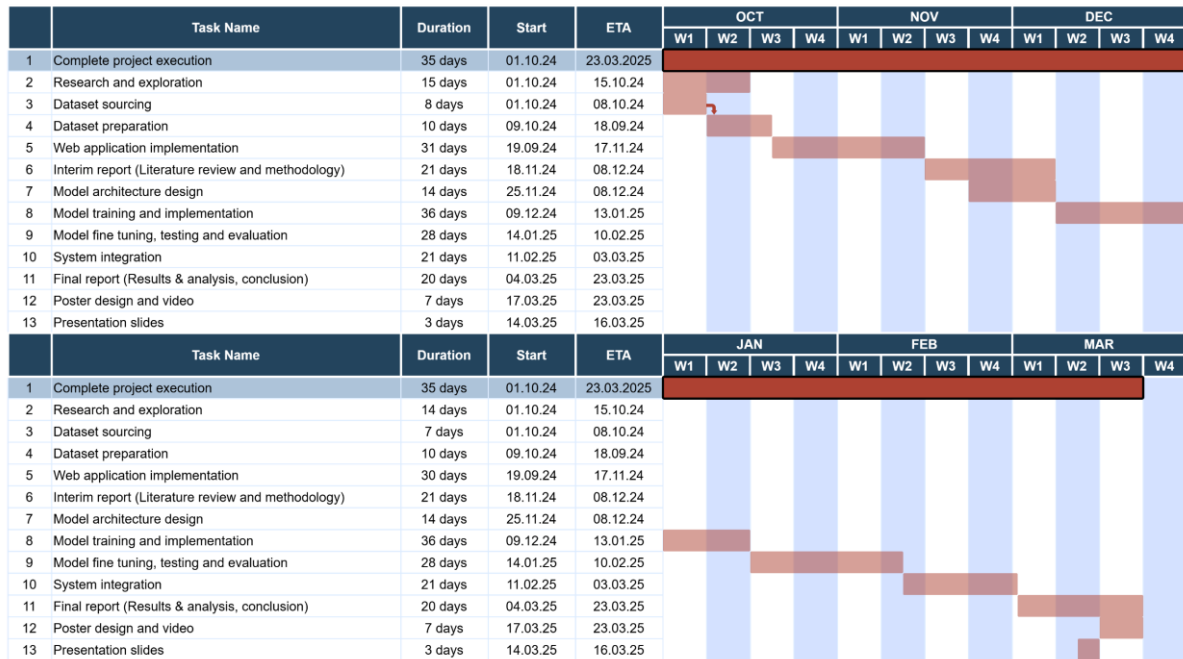 Task Name Duration Start ETA OCT NOV DEC
W1 W2 W3 W4 W1 W2 W3 W4 W1 W2 W3 W4
1 Complete project execution 35 days 01.10.24 23.03.2025
2 Research and exploration 15 days 01.10.24 15.10.24
3 Dataset sourcing 8 days 01.10.24 08.10.24
4 Dataset preparation 10 days 09.10.24 18.09.24
5 Web application implementation 31 days 19.09.24 17.11.24
6 Interim report (Literature review and methodology) 21 days 18.11.24 08.12.24
7 Model architecture design 14 days 25.11.24 08.12.24
8 Model training and implementation 36 days 09.12.24 13.01.25
9 Model fine tuning, testing and evaluation 28 days 14.01.25 10.02.25
10 System integration 21 days 11.02.25 03.03.25
11 Final report (Results & analysis, conclusion) 20 days 04.03.25 23.03.25
12 Poster design and video 7 days 17.03.25 23.03.25
13 Presentation slides 3 days 14.03.25 16.03.25
Task Name Duration Start ETA JAN FEB MAR
W1 W2 W3 W4 W1 W2 W3 W4 W1 W2 W3 W4
1 Complete project execution 35 days 01.10.24 23.03.2025
2 Research and exploration 14 days 01.10.24 15.10.24
3 Dataset sourcing 7 days 01.10.24 08.10.24
4 Dataset preparation 10 days 09.10.24 18.09.24
5 Web application implementation 30 days 19.09.24 17.11.24
6 Interim report (Literature review and methodology) 21 days 18.11.24 08.12.24
7 Model architecture design 14 days 25.11.24 08.12.24
8 Model training and implementation 36 days 09.12.24 13.01.25
9 Model fine tuning, testing and evaluation 28 days 14.01.25 10.02.25
10 System integration 21 days 11.02.25 03.03.25
11 Final report (Results & analysis, conclusion) 20 days 04.03.25 23.03.25
12 Poster design and video 7 days 17.03.25 23.03.25
13 Presentation slides 3 days 14.03.25 16.03.25